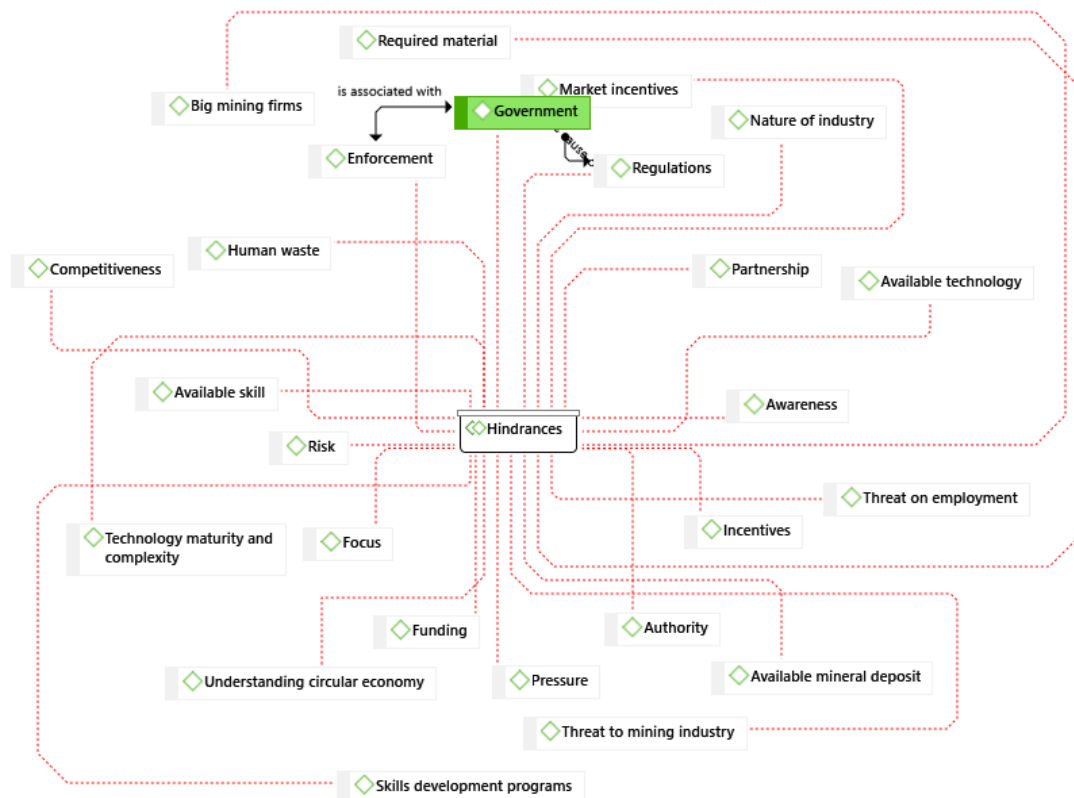 Required material
Market incentives
Big mining firms
is associated with
Government
Nature of industry
Enforcement
Regulations
Human waste
Competitiveness
Partnership
Available technology
Available skill
Awareness
Hindrances
Risk
Threat on employment
Technology maturity and
complexity
Focus
Incentives
Funding
Authority
Understanding circular economy
Pressure
Available mineral deposit
Threat to mining industry
Skills development programs